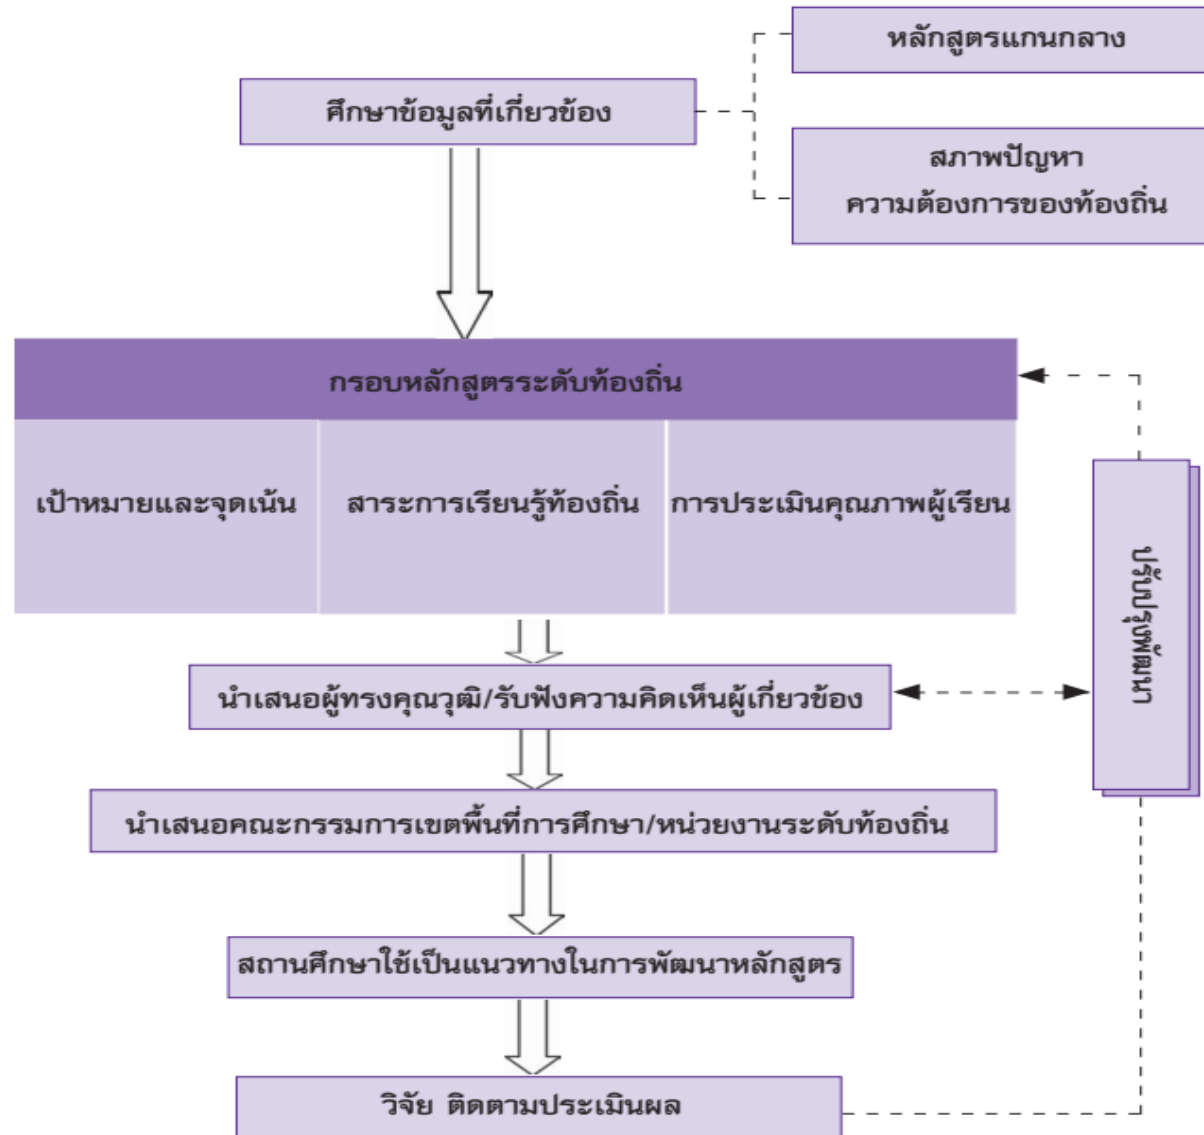 หลักสูตรแกนกลาง
ศึกษาข้อมูลที่เกี่ยวข้อง
สภาพปัญหา
ความต้องการของท้องถิ่น
กรอบหลักสูตรระดับท้องถิ่น
เป้าหมายและจุดเน้น
สาระการเรียนรู้ท้องถิ่น
การประเมินคุณภาพผู้เรียน
ปรับปรุงพัฒนา
นำเสนอผู้ทรงคุณวุฒิ/รับฟังความคิดเห็นผู้เกี่ยวข้อง
นำเสนอคณะกรรมการเขตพื้นที่การศึกษา/หน่วยงานระดับท้องถิ่น
สถานศึกษาใช้เป็นแนวทางในการพัฒนาหลักสูตร
วิจัย ติดตามประเมินผล